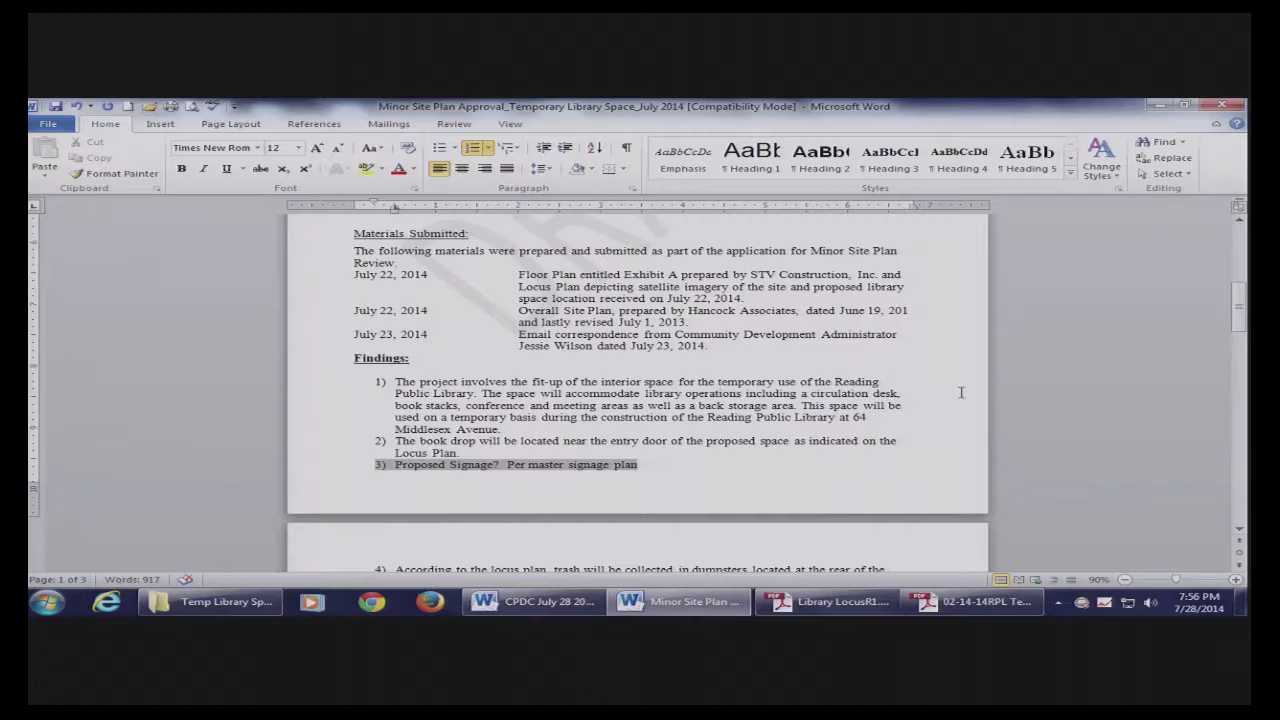 Minor Site Plan Approval_Temporary Library Space_July 2014 [Compatibility Mode] - Microsoft Word
File Home Insert Page Layout References Mailings Review View
Cut
Copy
Format Painter
Paste
Clipboard
Times New Rom 12
Font
Paragraph
AaBbCcDc AaBb( AaBb( AaBbCcI AaBbCcDd AaBb
Emphasis ¶ Heading 1 ¶ Heading 2 ¶ Heading 3 ¶ Heading 4 ¶ Heading 5
Styles
Change Styles
Find
Replace
Select
Editing
Materials Submitted:
The following materials were prepared and submitted as part of the application for Minor Site Plan
Review.
July 22, 2014 Floor Plan entitled Exhibit A prepared by STV Construction, Inc. and
Locus Plan depicting satellite imagery of the site and proposed library
space location received on July 22, 2014.
July 22, 2014 Overall Site Plan, prepared by Hancock Associates, dated June 19, 201
and lastly revised July 1, 2013.
July 23, 2014 Email correspondence from Community Development Administrator
Jessie Wilson dated July 23, 2014.
Findings:
1) The project involves the fit-up of the interior space for the temporary use of the Reading
Public Library. The space will accommodate library operations including a circulation desk,
book stacks, conference and meeting areas as well as a back storage area. This space will be
used on a temporary basis during the construction of the Reading Public Library at 64
Middlesex Avenue.
2) The book drop will be located near the entry door of the proposed space as indicated on the
Locus Plan.
3) Proposed Signage? Per master signage plan
4) According to the locus plan, trash will be collected in dumpsters located at the rear of the
Page: 1 of 3 Words: 917 90%
Temp Library Sp... CPDC July 28 20... Minor Site Plan ... Library LocusR1.... 02-14-14RPL Te...
7:56 PM
7/28/2014